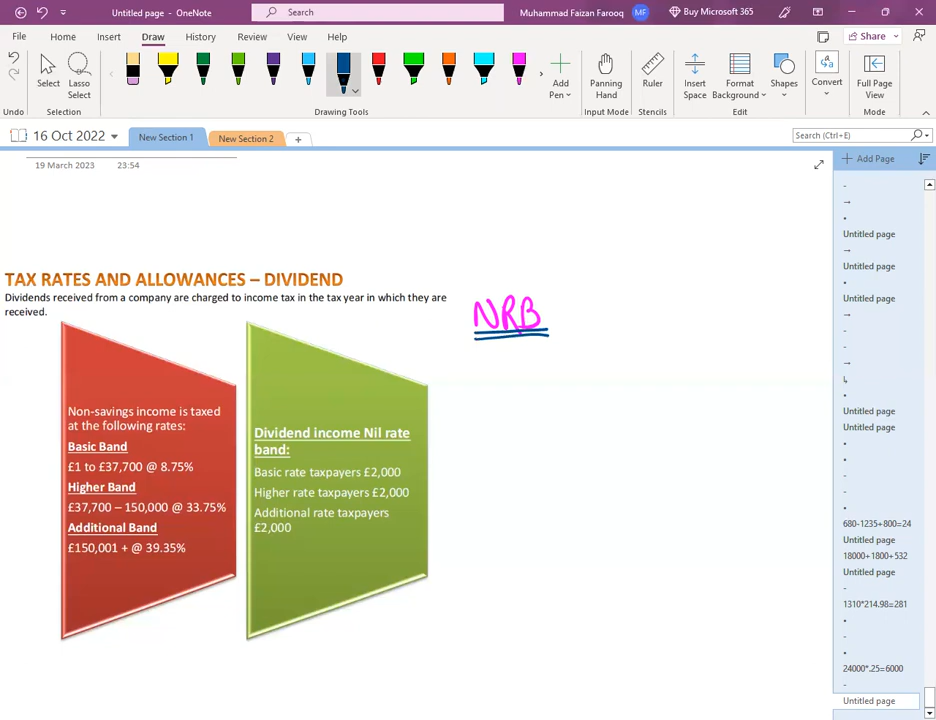 Untitled page - OneNote
Search
Muhammad Faizan Farooq
MF
Buy Microsoft 365
File
Home
Insert
Draw
History
Review
View
Help
Share
Undo
Select
Lasso
Select
Selection
Drawing Tools
Add
Pen
Panning
Hand
Input Mode
Ruler
Stencils
Insert
Space
Format
Background
Shapes
Edit
Convert
Full Page
View
Mode
16 Oct 2022
New Section 1
New Section 2
Search (Ctrl+E)
19 March 2023 23:54
Add Page
TAX RATES AND ALLOWANCES – DIVIDEND
Dividends received from a company are charged to income tax in the tax year in which they are
received.
NRB
Non-savings income is taxed
at the following rates:
Basic Band
£1 to £37,700 @ 8.75%
Higher Band
£37,700 – 150,000 @ 33.75%
Additional Band
£150,001 + @ 39.35%
Dividend income Nil rate
band:
Basic rate taxpayers £2,000
Higher rate taxpayers £2,000
Additional rate taxpayers
£2,000
Untitled page
Untitled page
Untitled page
Untitled page
Untitled page
680-1235+800=24
Untitled page
18000+1800+532
Untitled page
1310*214.98=281
24000*.25=6000
Untitled page